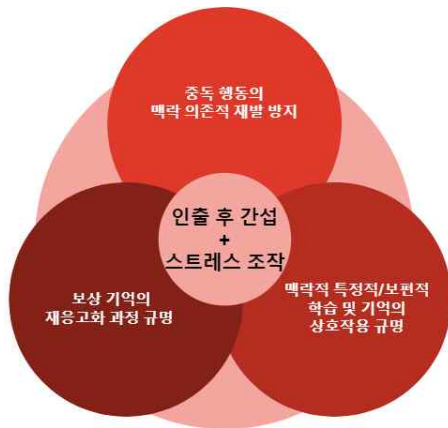 중독 행동의
맥락 의존적 재발 방지
인출 후 간섭
+
스트레스 조작
보상 기억의
재응고화 과정 규명
맥락적 특정적/보편적
학습 및 기억의
상호작용 규명